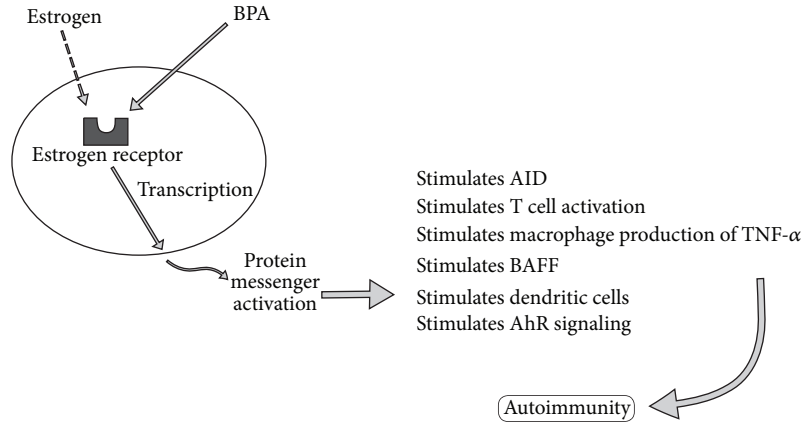 Estrogen
BPA
Estrogen receptor
Transcription
Protein
messenger
activation
Stimulates AID
Stimulates T cell activation
Stimulates macrophage production of TNF-α
Stimulates BAFF
Stimulates dendritic cells
Stimulates AhR signaling
Autoimmunity